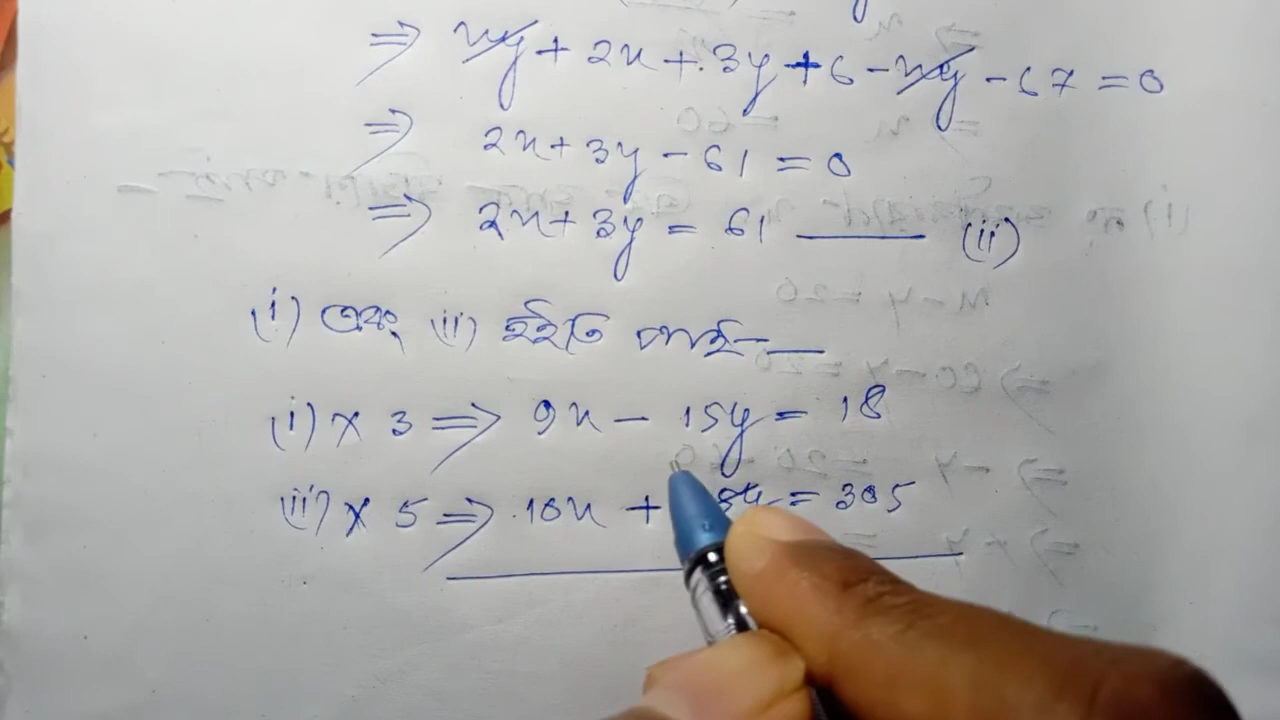 ⇒ xy + 2x + 3y + 6 - xy - 67 = 0
⇒ 2x + 3y - 61 = 0
⇒ 2x + 3y = 61 (ii)
(i) এবং (ii) হইতে পাই-
(i) × 3 ⇒ 9x - 15y = 18
(ii) × 5 ⇒ 10x + = 305